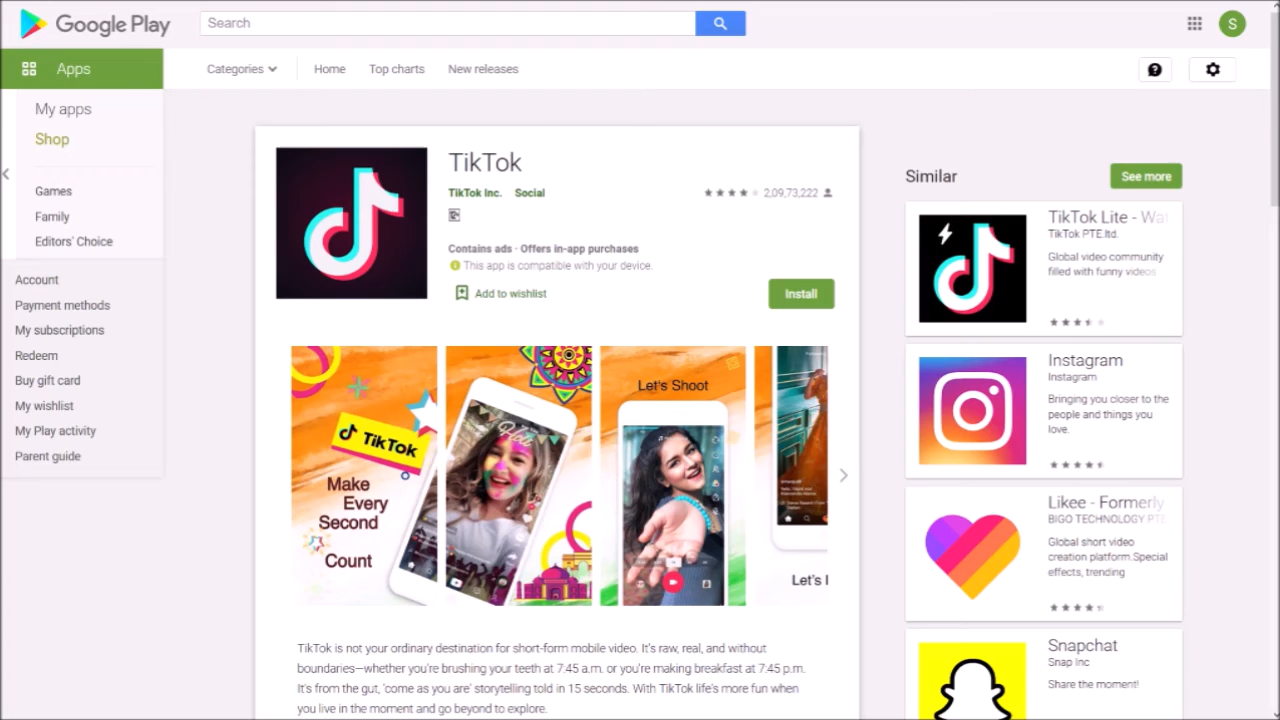 Google Play
Search
S
Apps
Categories
Home
Top charts
New releases
My apps
Shop
Games
Family
Editors' Choice
Account
Payment methods
My subscriptions
Redeem
Buy gift card
My wishlist
My Play activity
Parent guide
TikTok
TikTok Inc. Social
2,09,73,222
Contains ads · Offers in-app purchases
This app is compatible with your device.
Add to wishlist
Install
TikTok
Make
Every
Second
Count
Holi
Let's Shoot
Let's
TikTok is not your ordinary destination for short-form mobile video. It's raw, real, and without
boundaries—whether you're brushing your teeth at 7:45 a.m. or you're making breakfast at 7:45 p.m.
It's from the gut, 'come as you are' storytelling told in 15 seconds. With TikTok life's more fun when
you live in the moment and go beyond to explore.
Similar
See more
TikTok Lite - Wat
TikTok PTE.ltd.
Global video community
filled with funny videos
Instagram
Instagram
Bringing you closer to the
people and things you
love.
Likee - Formerly
BIGO TECHNOLOGY PTE
Global short video
creation platform.Special
effects, trending
Snapchat
Snap Inc
Share the moment!